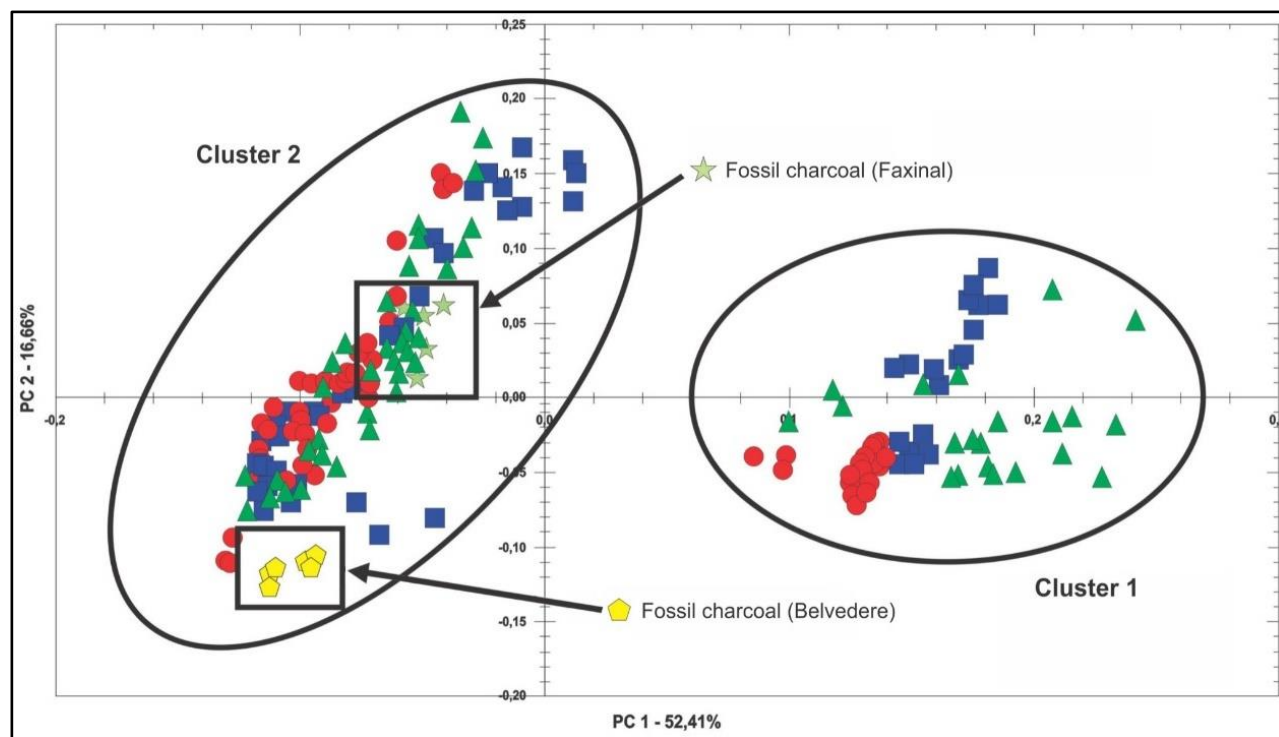 0,25
-0,2
0,0
0,1
0,2
0,20
0,15
0,10
0,05
0,00
-0,05
-0,10
-0,15
-0,20
Cluster 2
Fossil charcoal (Faxinal)
PC 2 - 16,66%
Cluster 1
Fossil charcoal (Belvedere)
PC 1 - 52,41%